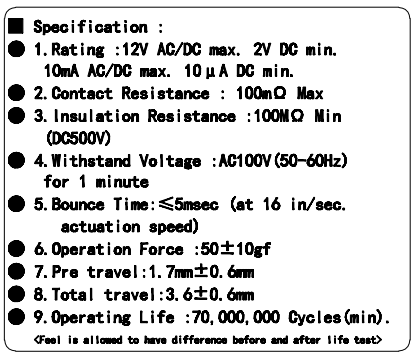 ■ Specification :
● 1.Rating :12V AC/DC max. 2V DC min.
10mA AC/DC max. 10μA DC min.
● 2.Contact Resistance : 100mΩ Max
● 3.Insulation Resistance :100MΩ Min
(DC500V)
● 4.Withstand Voltage :AC100V(50-60Hz)
for 1 minute
● 5.Bounce Time:≤5msec (at 16 in/sec.
actuation speed)
● 6.Operation Force :50±10gf
● 7.Pre travel:1.7mm±0.6mm
● 8.Total travel:3.6±0.6mm
● 9.Operating Life :70,000,000 Cycles(min).
<Feel is allowed to have difference before and after life test>